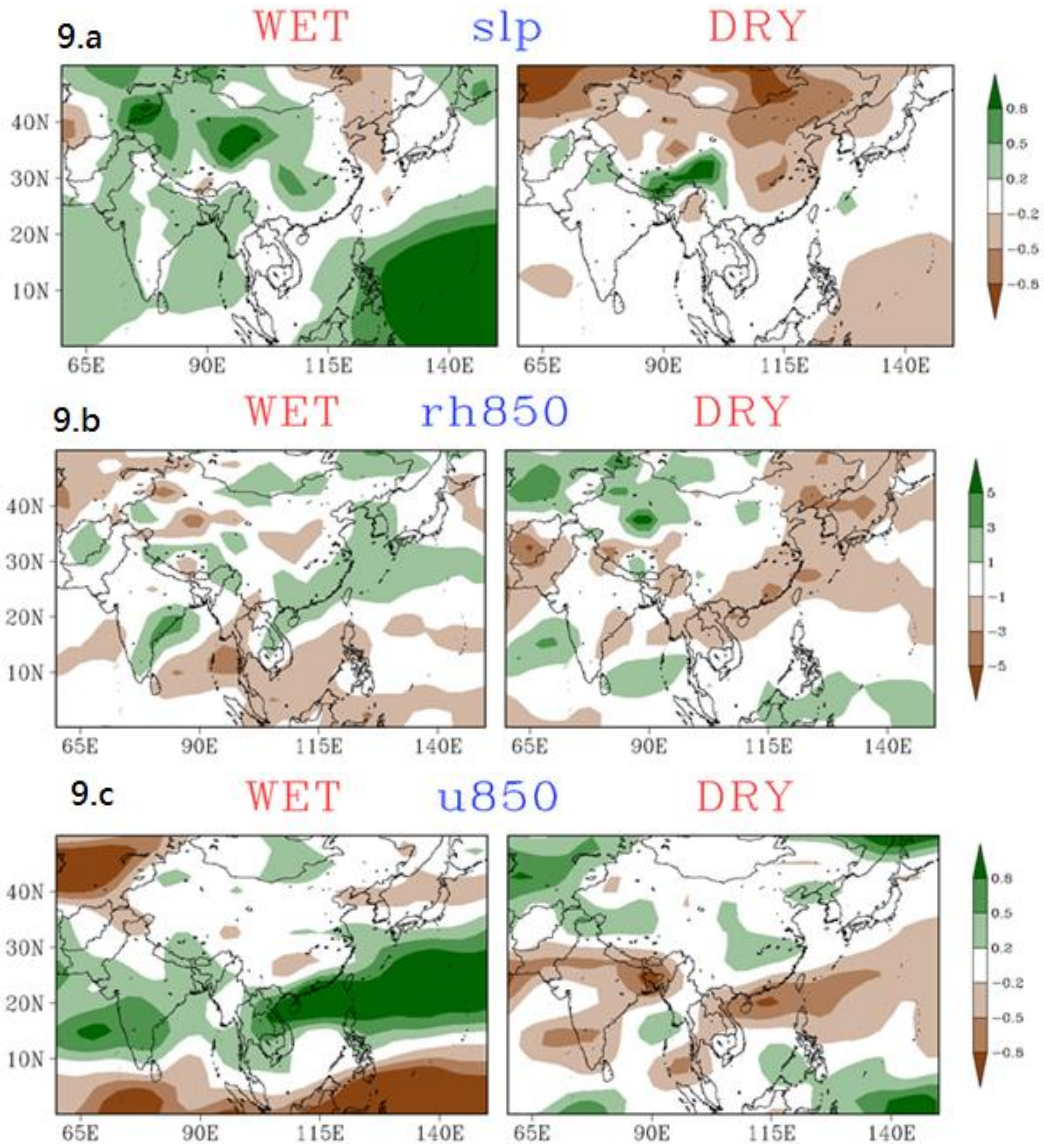 9.a WET slp DRY
40N 0.8
30N 0.5
20N 0.2
10N -0.2
-0.5
-0.8
65E 90E 115E 140E 65E 90E 115E 140E
9.b WET rh850 DRY
40N 5
30N 3
20N 1
10N -1
-3
-5
65E 90E 115E 140E 65E 90E 115E 140E
9.c WET u850 DRY
40N 0.8
30N 0.5
20N 0.2
10N -0.2
-0.5
-0.8
65E 90E 115E 140E 65E 90E 115E 140E